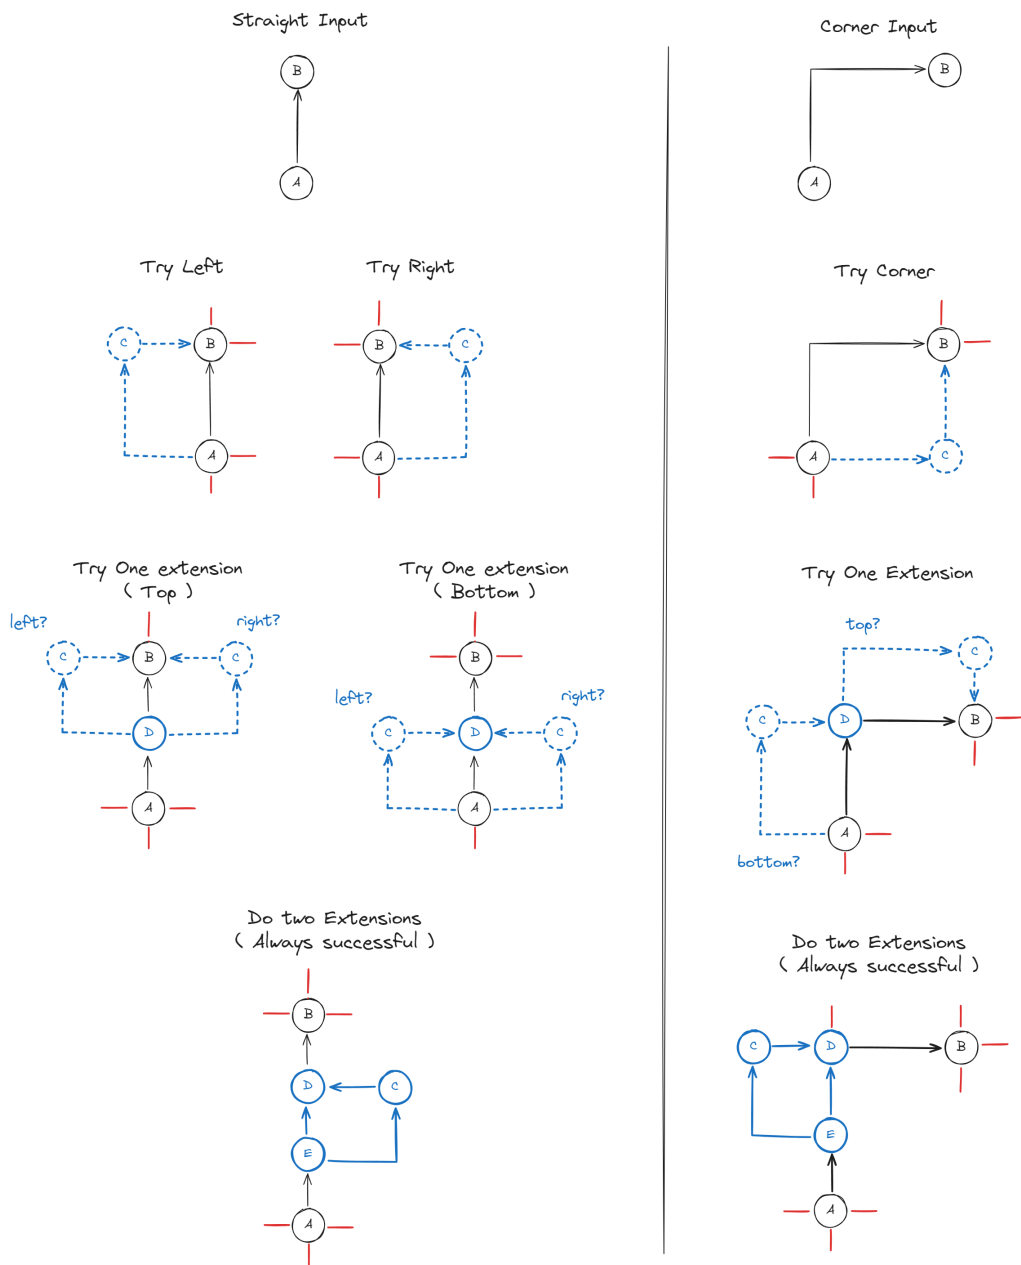 Straight Input
B
A
Try Left
C
B
A
Try Right
B
C
A
Try One extension
( Top )
left?
right?
C
B
C
D
A
Try One extension
( Bottom )
B
left?
right?
C
D
C
A
Do two Extensions
( Always successful )
B
D
C
E
A
Corner Input
B
A
Try Corner
B
A
C
Try One Extension
top?
C
C
D
B
A
bottom?
Do two Extensions
( Always successful )
C
D
B
E
A